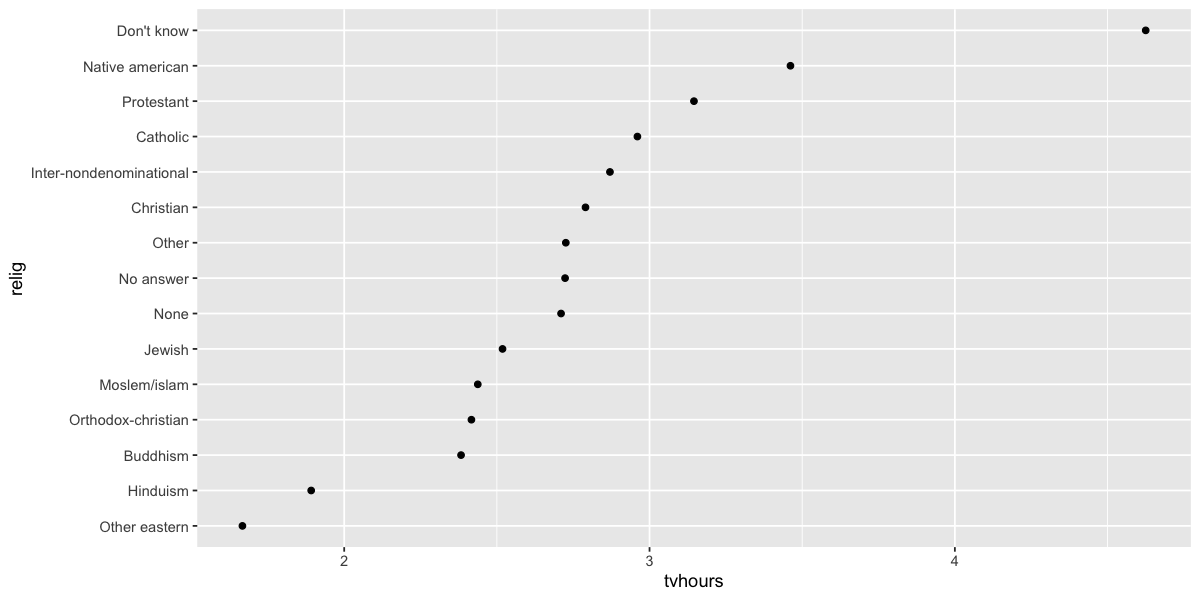 Don't know
Native american
Protestant
Catholic
Inter-nondenominational
Christian
Other
No answer
None
Jewish
Moslem/islam
Orthodox-christian
Buddhism
Hinduism
Other eastern
relig
2 3 4
tvhours